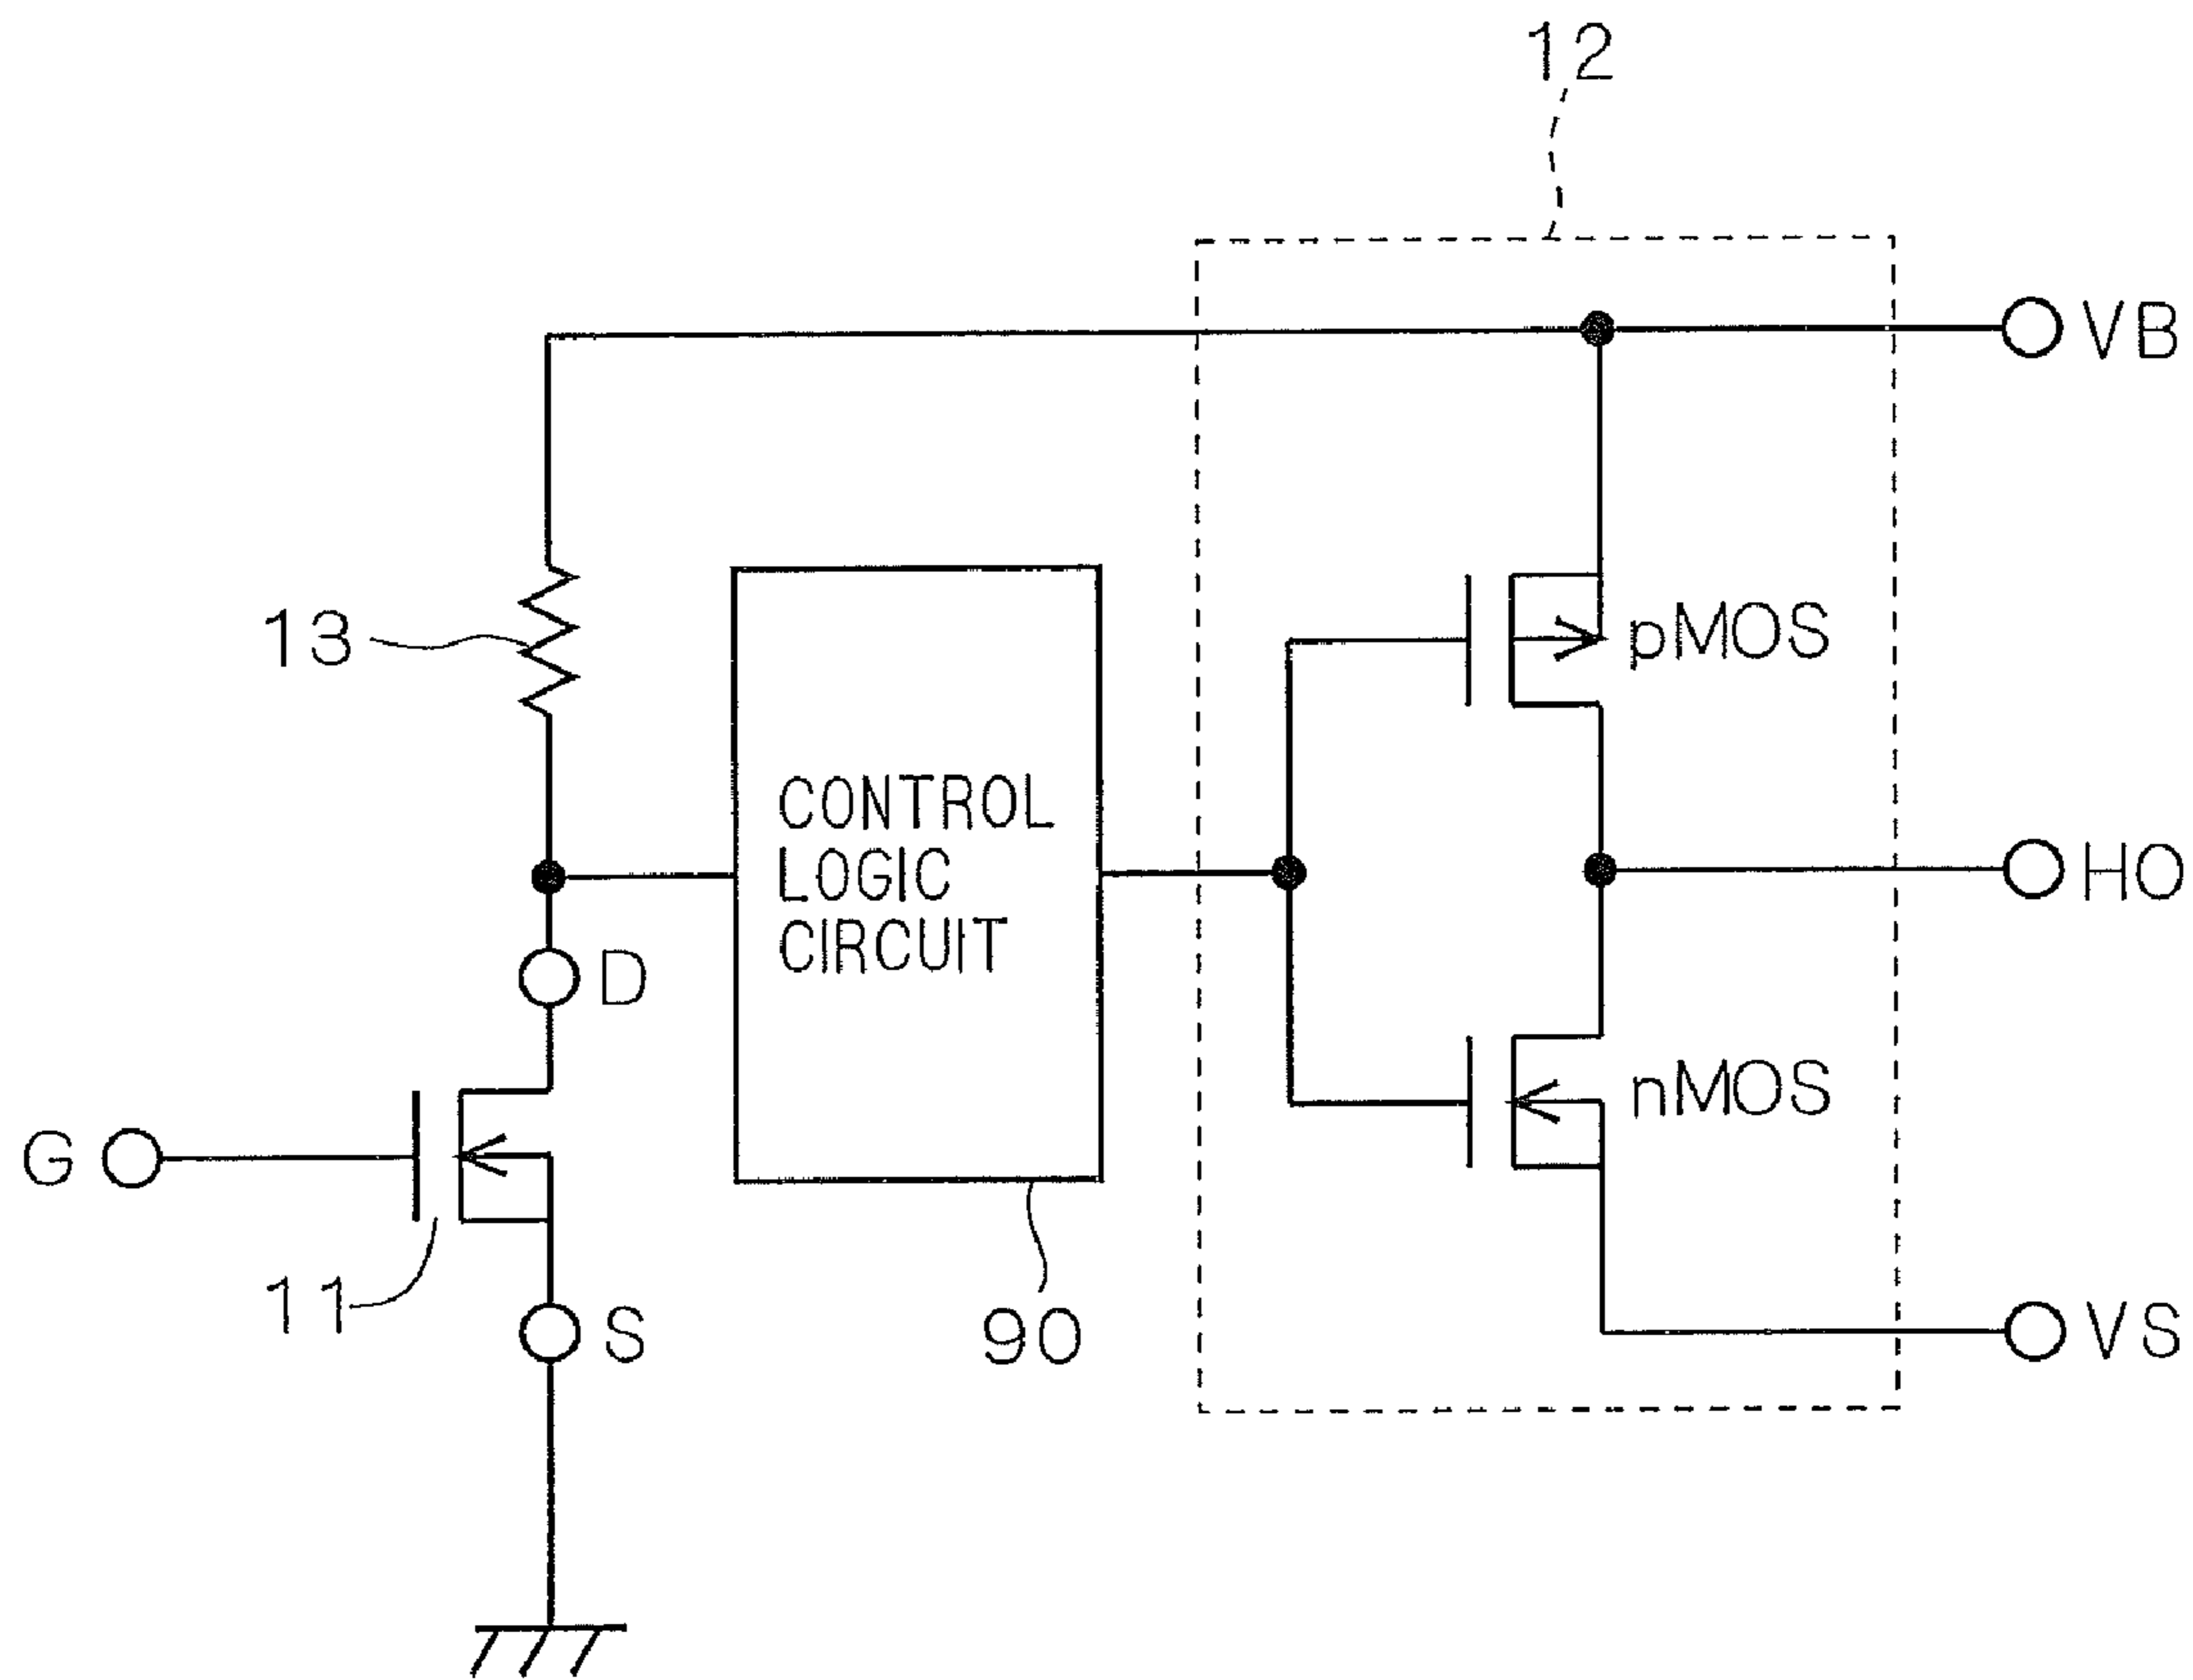 12
VB
13
pMOS
CONTROL
LOGIC
CIRCUIT
HO
D
nMOS
G
11
S
90
VS